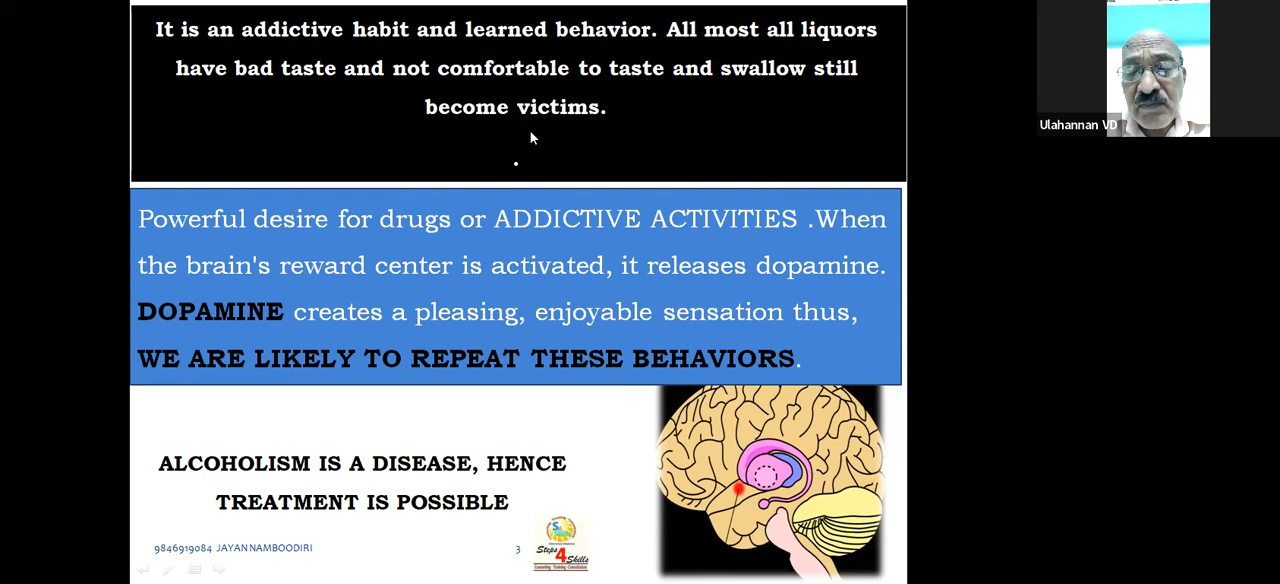 It is an addictive habit and learned behavior. All most all liquors
have bad taste and not comfortable to taste and swallow still
become victims.
.
Powerful desire for drugs or ADDICTIVE ACTIVITIES .When
the brain's reward center is activated, it releases dopamine.
DOPAMINE creates a pleasing, enjoyable sensation thus,
WE ARE LIKELY TO REPEAT THESE BEHAVIORS.
ALCOHOLISM IS A DISEASE, HENCE
TREATMENT IS POSSIBLE
9846919084 JAYAN NAMBOODIRI
3
Steps
4 Skills
Ulahannan VD